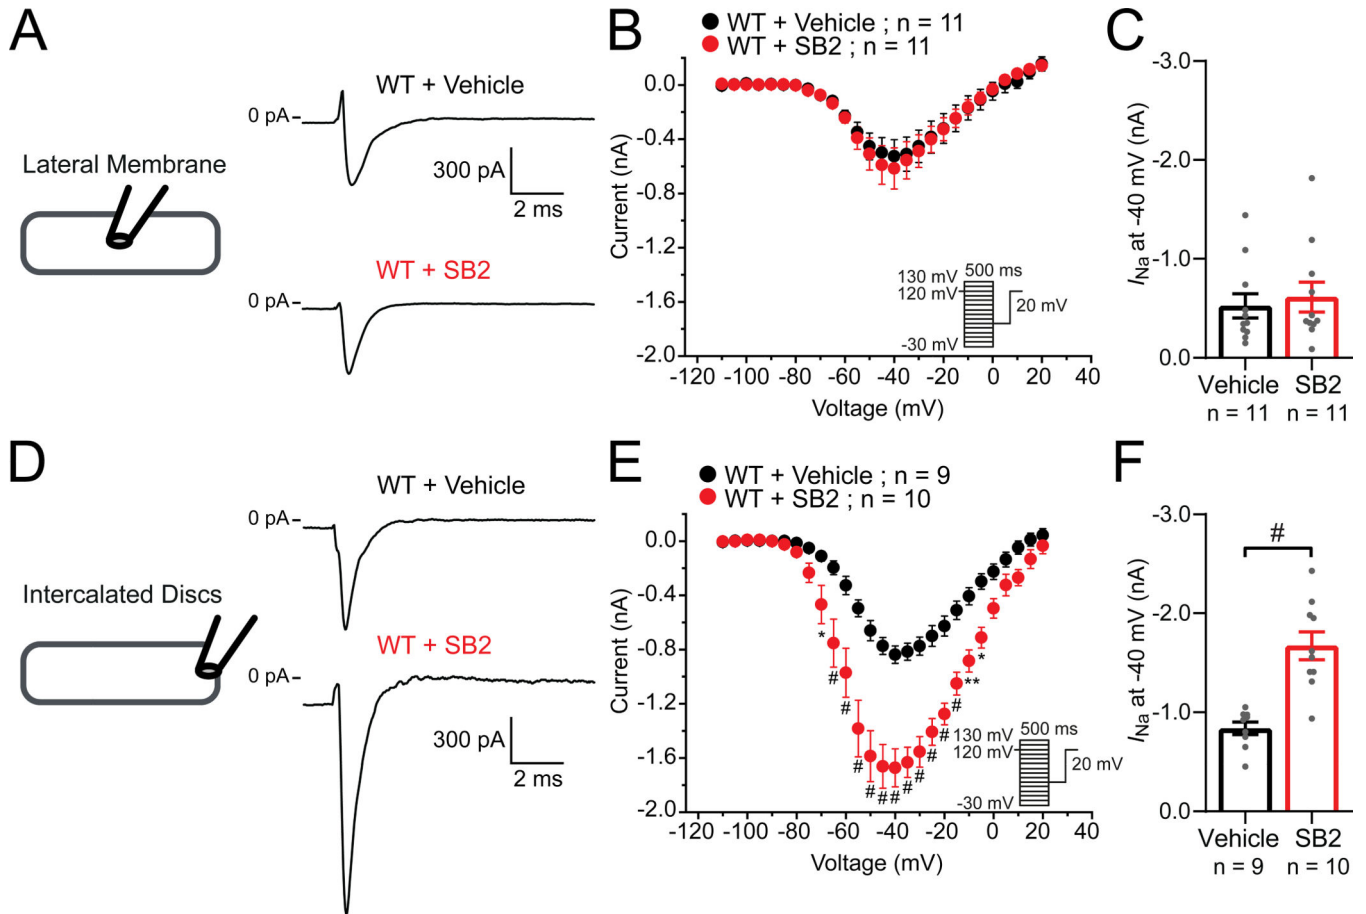 A
WT + Vehicle
0 pA
Lateral Membrane
300 pA
2 ms
WT + SB2
0 pA
B
WT + Vehicle ; n = 11
WT + SB2 ; n = 11
0.0
-0.4
-0.8
-1.2
-1.6
-2.0
Current (nA)
-120 -100 -80 -60 -40 -20 0 20 40
Voltage (mV)
500 ms
130 mV
120 mV
20 mV
-30 mV
C
-3.0
-2.0
-1.0
0.0
INa at -40 mV (nA)
Vehicle SB2
n = 11 n = 11
D
WT + Vehicle
0 pA
Intercalated Discs
WT + SB2
0 pA
300 pA
2 ms
E
WT + Vehicle ; n = 9
WT + SB2 ; n = 10
0.0
-0.4
-0.8
-1.2
-1.6
-2.0
Current (nA)
* # # # # # # # # # # # ** *
-120 -100 -80 -60 -40 -20 0 20 40
Voltage (mV)
500 ms
130 mV
120 mV
20 mV
-30 mV
F
-3.0
-2.0
-1.0
0.0
INa at -40 mV (nA)
#
Vehicle SB2
n = 9 n = 10